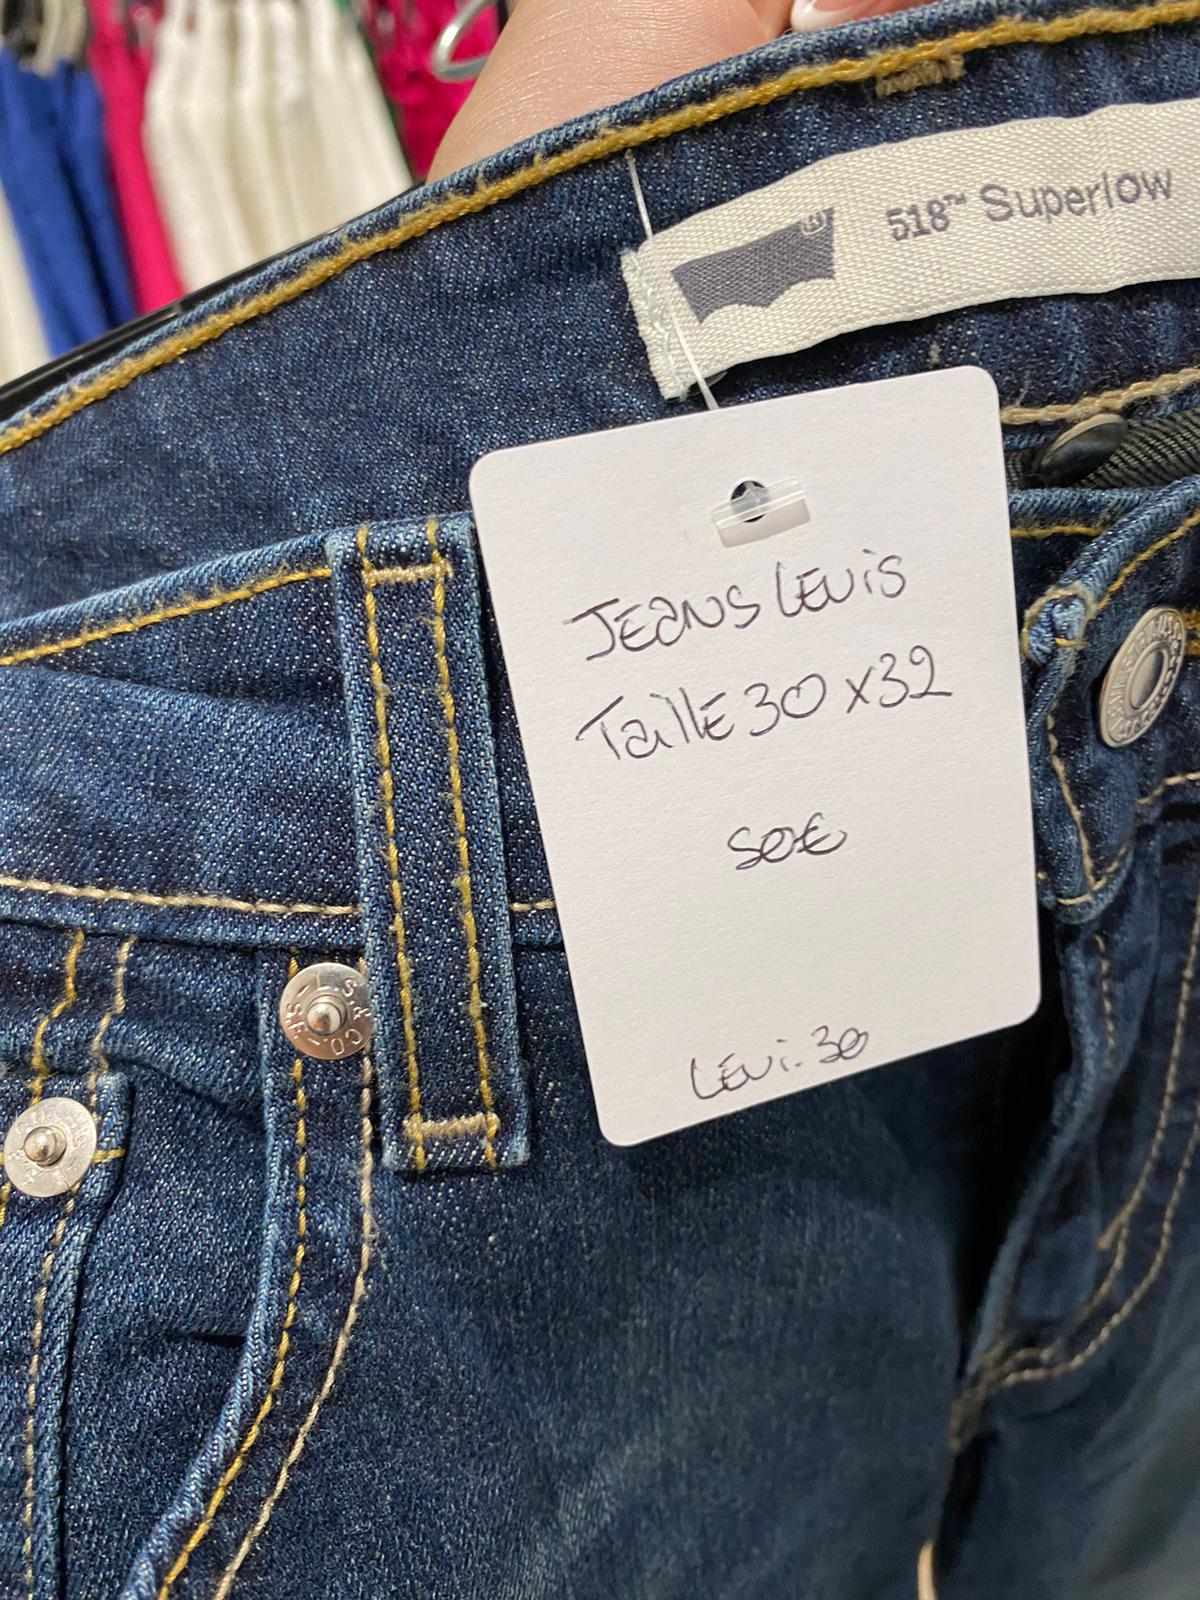 518™ Superlow
JEans LEVis
TaillE 30 x 32
50€
LEVi. 30